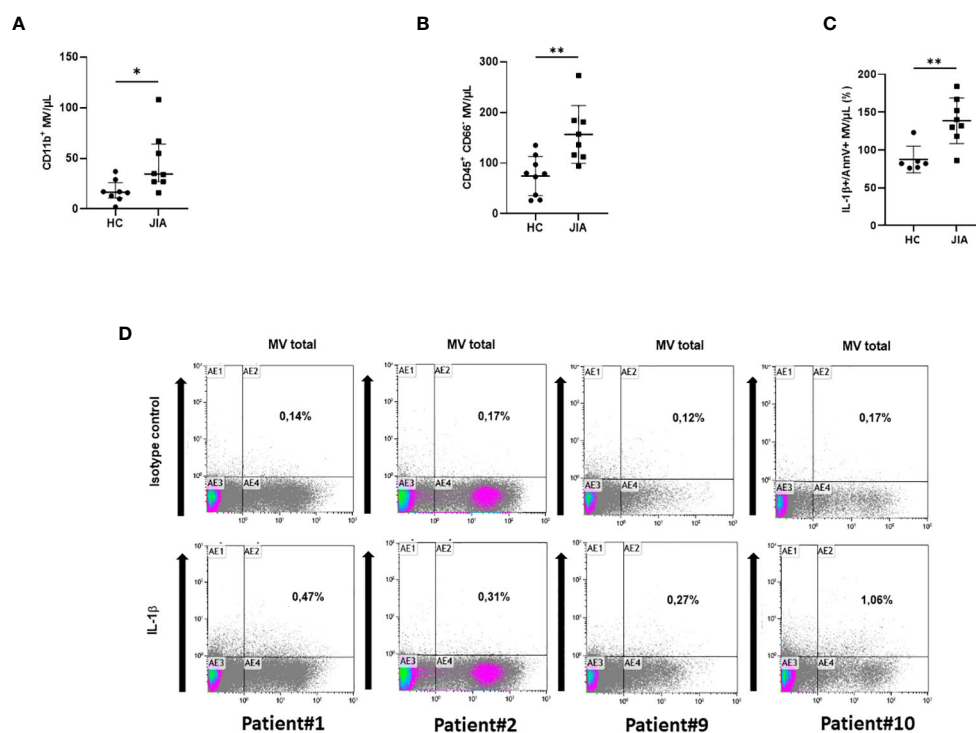 A
B
C
150
100
50
0
CD11b⁺ MV/µL
*
HC
JIA
300
200
100
0
CD45⁺ CD66⁻ MV/µL
**
HC
JIA
200
150
100
50
0
IL-1β+/AnnV+ MV/µL (%)
**
HC
JIA
D
MV total
MV total
MV total
MV total
Isotype control
AE1 AE2
0,14%
AE3 AE4
AE1 AE2
0,17%
AE3 AE4
AE1 AE2
0,12%
AE3 AE4
AE1 AE2
0,17%
AE3 AE4
IL-1β
AE1 AE2
0,47%
AE3 AE4
AE1 AE2
0,31%
AE3 AE4
AE1 AE2
0,27%
AE3 AE4
AE1 AE2
1,06%
AE3 AE4
Patient#1
Patient#2
Patient#9
Patient#10